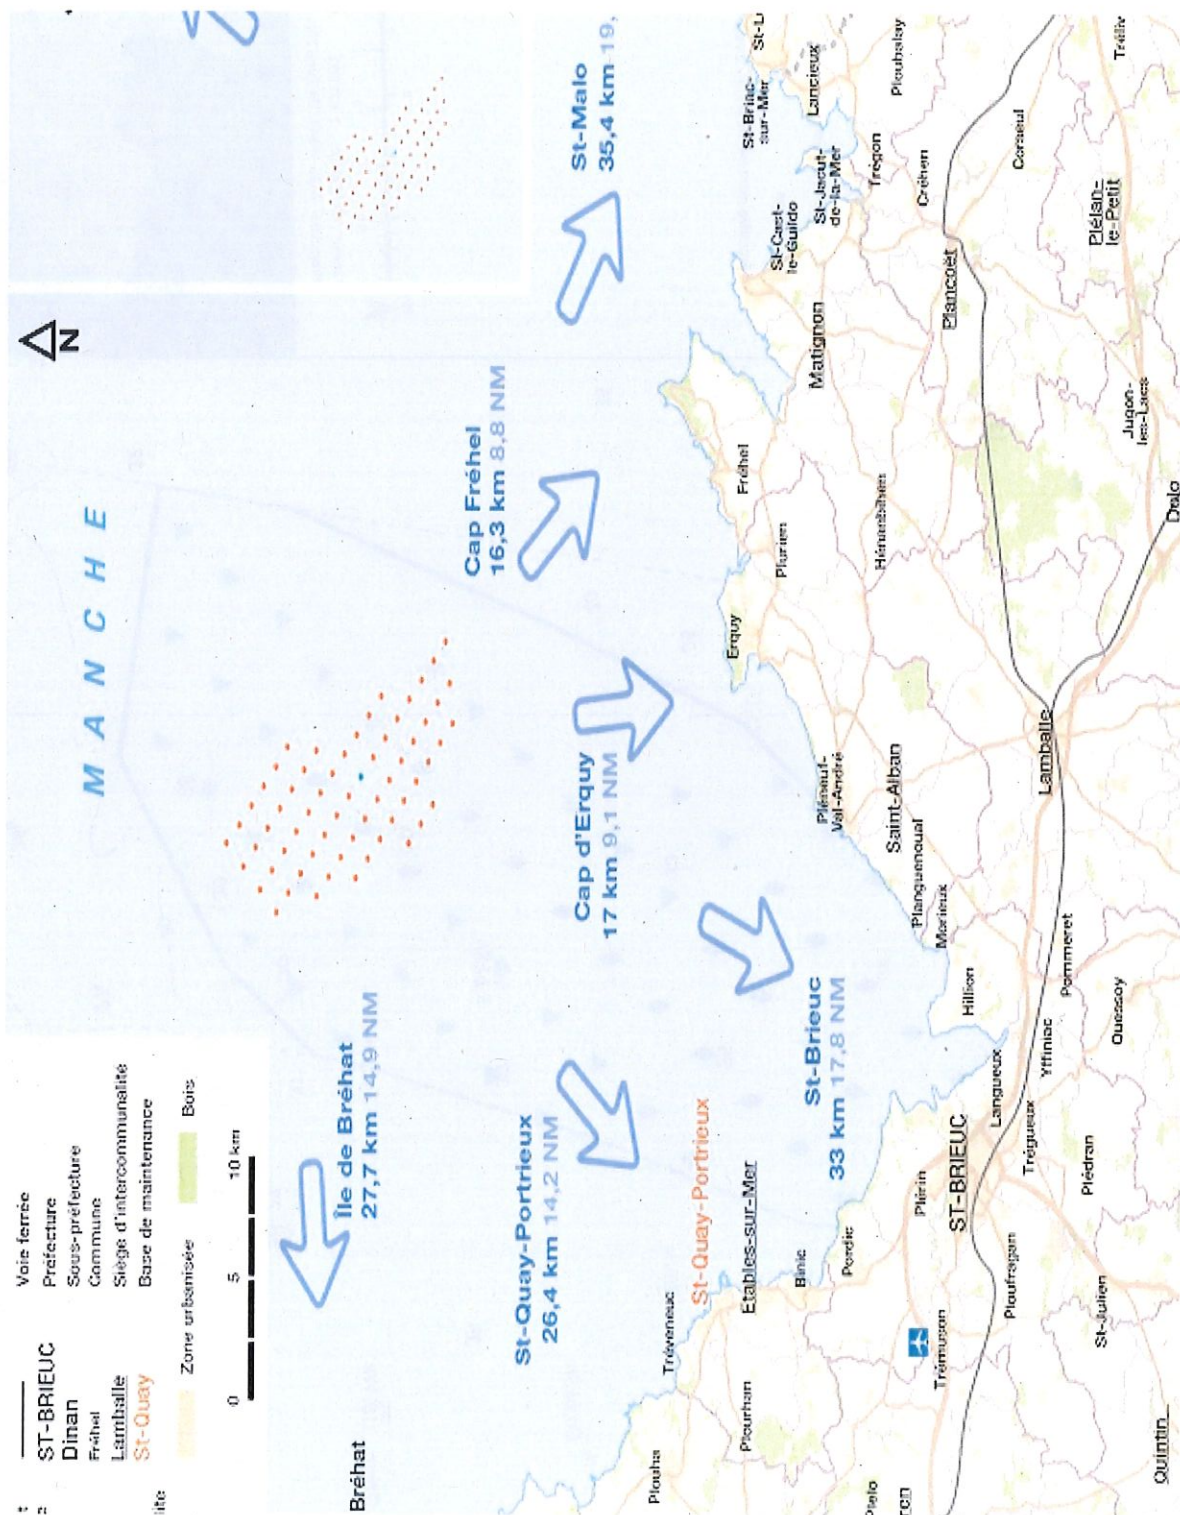 Voie ferrée
ST-BRIEUC Préfecture
Dinan Sous-préfecture
Fréhel Commune
Lamballe Siège d'intercommunalité
St-Quay Base de maintenance
Zone urbanisée
Bois
0 5 10 km
N
MANCHE
Île de Bréhat
27,7 km 14,9 NM
Cap Fréhel
16,3 km 8,8 NM
St-Malo
35,4 km 19,
St-Quay-Portrieux
26,4 km 14,2 NM
Cap d'Erquy
17 km 9,1 NM
St-Brieuc
33 km 17,8 NM
Bréhat
Plouha
Tréveneuc
Plourhan
St-Quay-Portrieux
Etables-sur-Mer
Binic
Pordic
Plérin
Trémuson
ST-BRIEUC
Ploufragan
St-Julien
Quintin
Langueux
Trégueux
Plédran
Yffiniac
Hillion
Pommeret
Quessoy
Morieux
Planguenoual
Saint-Alban
Pléneuf-
Val-André
Lamballe
Erquy
Plurien
Fréhel
Hénanbihen
Matignon
St-Cast-
le-Guildo
St-Jacut-
de-la-Mer
St-Briac-
sur-Mer
Lancieux
Ploubalay
Trégon
Créhen
Plancoët
Corseul
Plélan-
le-Petit
Jugon-
les-Lacs
Dolo